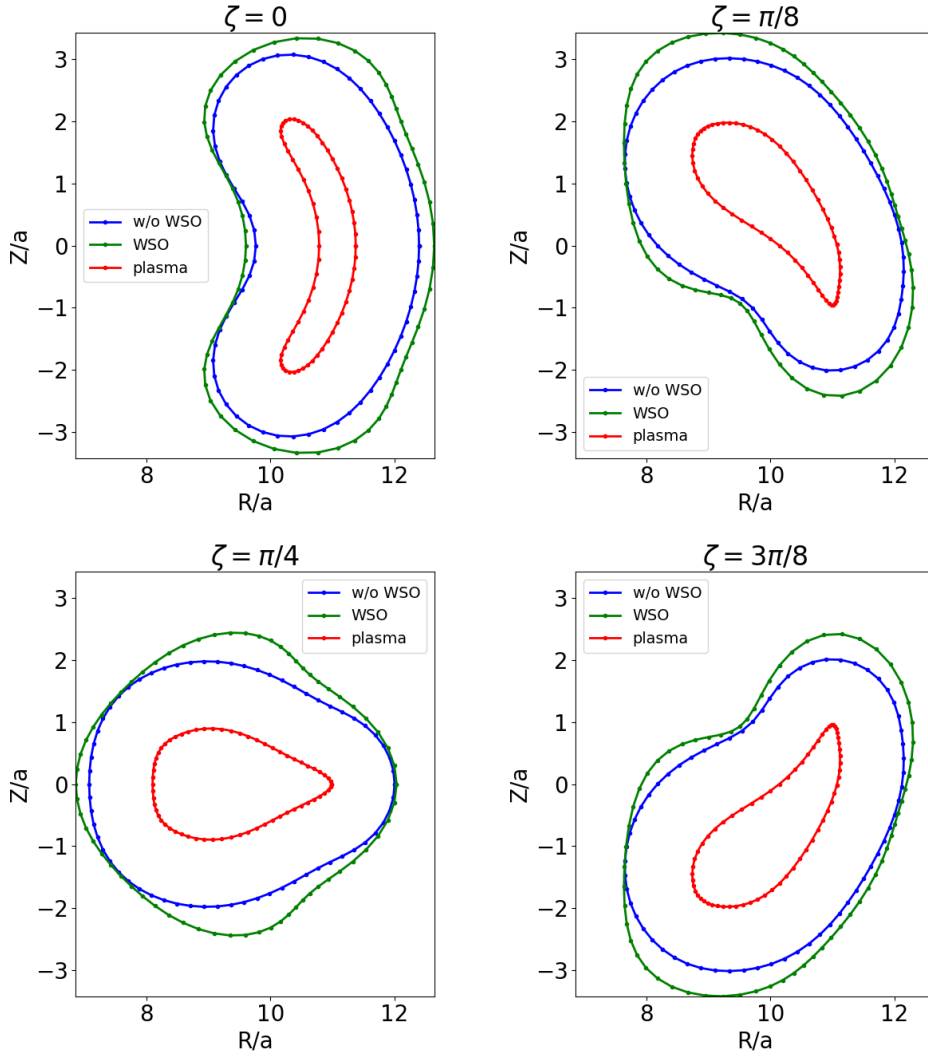 ζ = 0
Z/a
3
2
1
0
−1
−2
−3
w/o WSO
WSO
plasma
8 10 12
R/a
ζ = π/8
Z/a
3
2
1
0
−1
−2
−3
w/o WSO
WSO
plasma
8 10 12
R/a
ζ = π/4
Z/a
3
2
1
0
−1
−2
−3
w/o WSO
WSO
plasma
8 10 12
R/a
ζ = 3π/8
Z/a
3
2
1
0
−1
−2
−3
w/o WSO
WSO
plasma
8 10 12
R/a